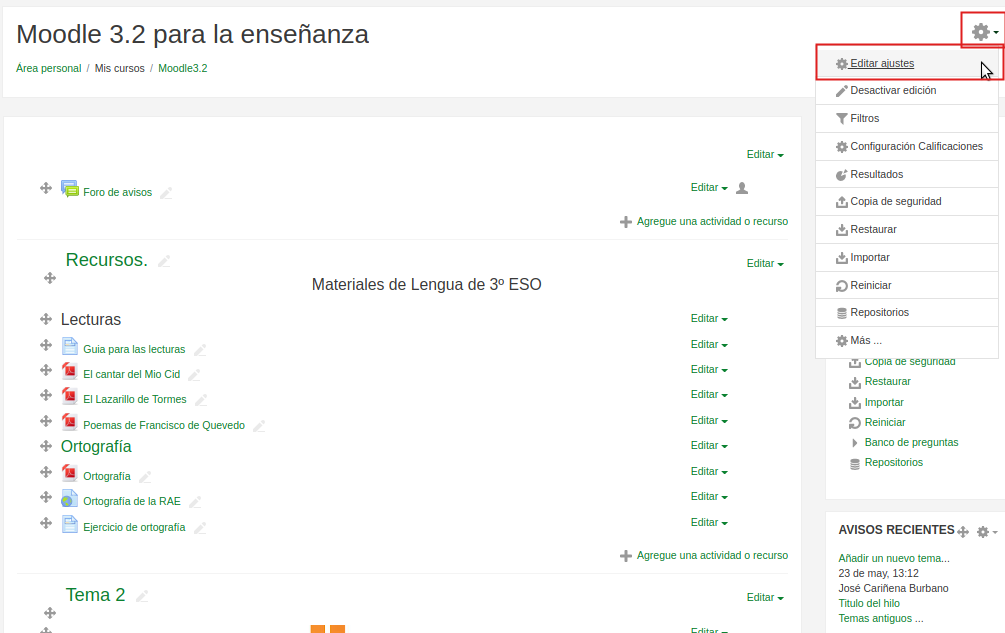 Moodle 3.2 para la enseñanza
Área personal / Mis cursos / Moodle3.2
Editar ajustes
Desactivar edición
Filtros
Configuración Calificaciones
Resultados
Copia de seguridad
Restaurar
Importar
Reiniciar
Repositorios
Más ...
Editar
Foro de avisos
Editar
Agregue una actividad o recurso
Recursos.
Editar
Materiales de Lengua de 3º ESO
Lecturas
Editar
Guia para las lecturas
Editar
El cantar del Mio Cid
Editar
El Lazarillo de Tormes
Editar
Poemas de Francisco de Quevedo
Editar
Ortografía
Editar
Ortografía
Editar
Ortografía de la RAE
Editar
Ejercicio de ortografía
Editar
Agregue una actividad o recurso
Tema 2
Editar
Editar
Copia de seguridad
Restaurar
Importar
Reiniciar
Banco de preguntas
Repositorios
AVISOS RECIENTES
Añadir un nuevo tema...
23 de may, 13:12
José Cariñena Burbano
Titulo del hilo
Temas antiguos ...